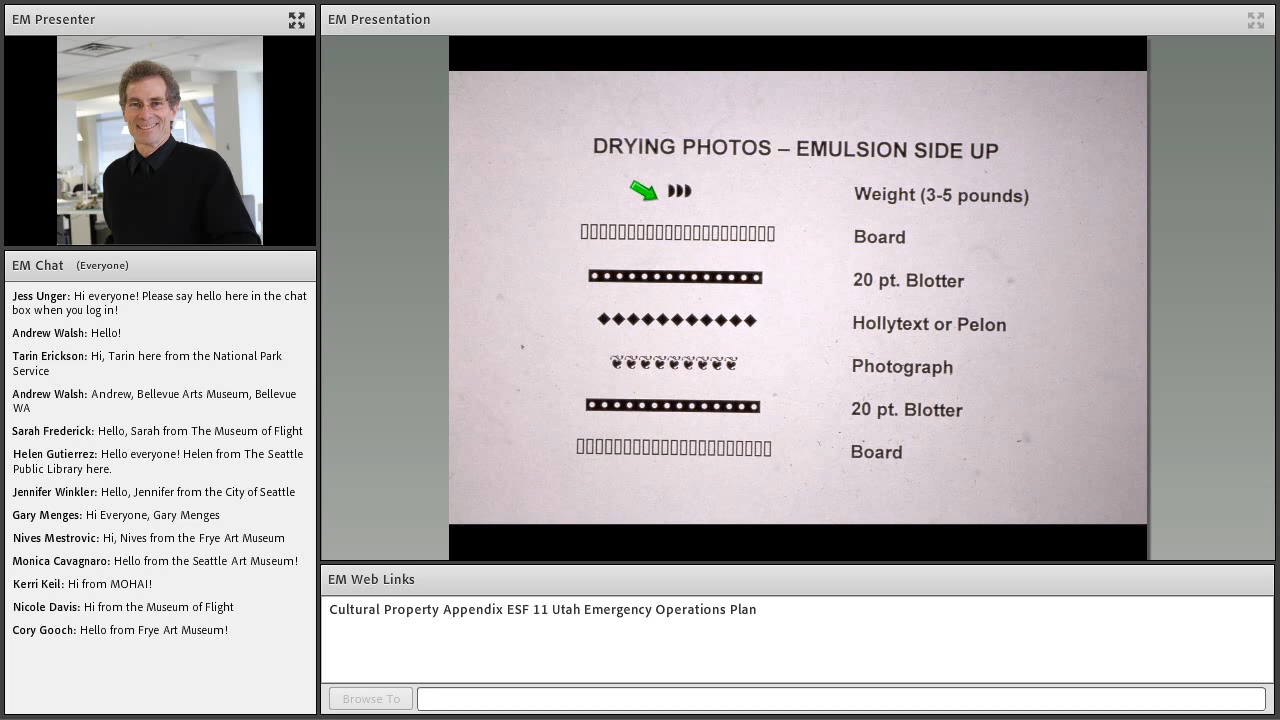 EM Presenter
EM Chat (Everyone)
Jess Unger: Hi everyone! Please say hello here in the chat
box when you log in!
Andrew Walsh: Hello!
Tarin Erickson: Hi, Tarin here from the National Park
Service
Andrew Walsh: Andrew, Bellevue Arts Museum, Bellevue
WA
Sarah Frederick: Hello, Sarah from The Museum of Flight
Helen Gutierrez: Hello everyone! Helen from The Seattle
Public Library here.
Jennifer Winkler: Hello, Jennifer from the City of Seattle
Gary Menges: Hi Everyone, Gary Menges
Nives Mestrovic: Hi, Nives from the Frye Art Museum
Monica Cavagnaro: Hello from the Seattle Art Museum!
Kerri Keil: Hi from MOHAI!
Nicole Davis: Hi from the Museum of Flight
Cory Gooch: Hello from Frye Art Museum!
EM Presentation
DRYING PHOTOS – EMULSION SIDE UP
Weight (3-5 pounds)
Board
20 pt. Blotter
Hollytext or Pelon
Photograph
20 pt. Blotter
Board
EM Web Links
Cultural Property Appendix ESF 11 Utah Emergency Operations Plan
Browse To